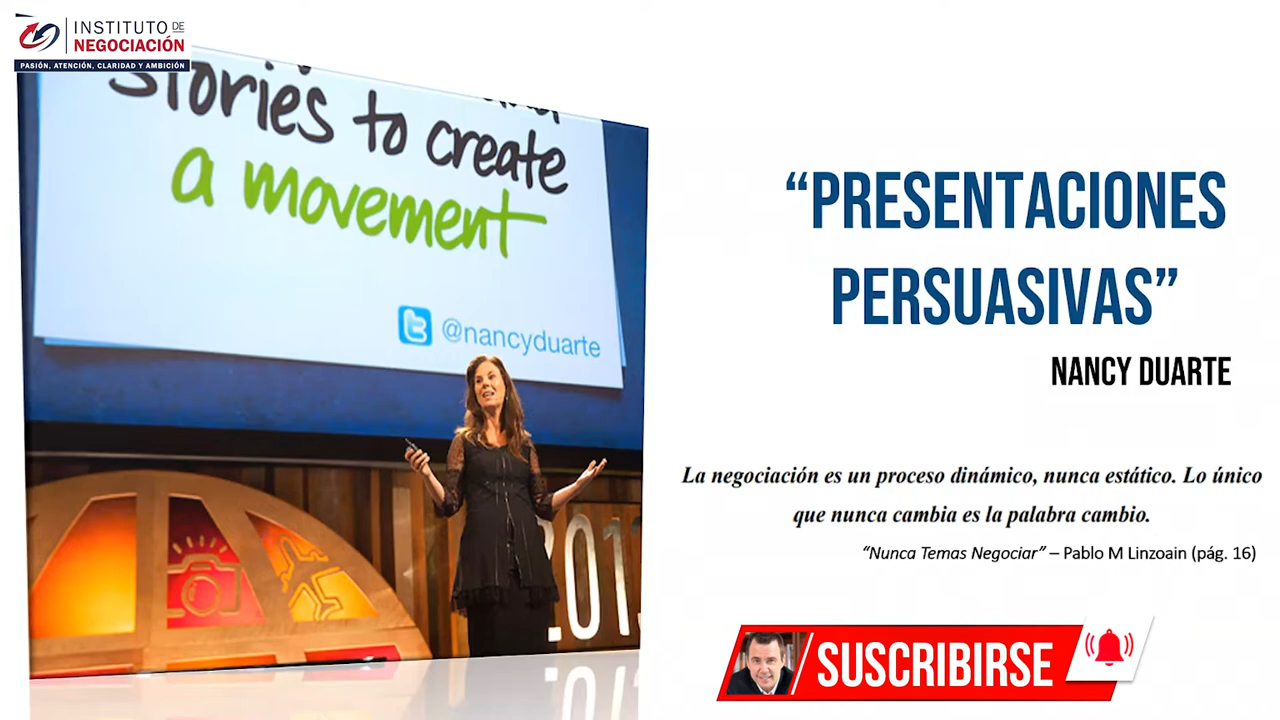 INSTITUTO DE
NEGOCIACIÓN
PASIÓN, ATENCIÓN, CLARIDAD Y AMBICIÓN
stories to create
a movement
@nancyduarte
“PRESENTACIONES
PERSUASIVAS”
NANCY DUARTE
La negociación es un proceso dinámico, nunca estático. Lo único
que nunca cambia es la palabra cambio.
“Nunca Temas Negociar” – Pablo M Linzoain (pág. 16)
SUSCRIBIRSE